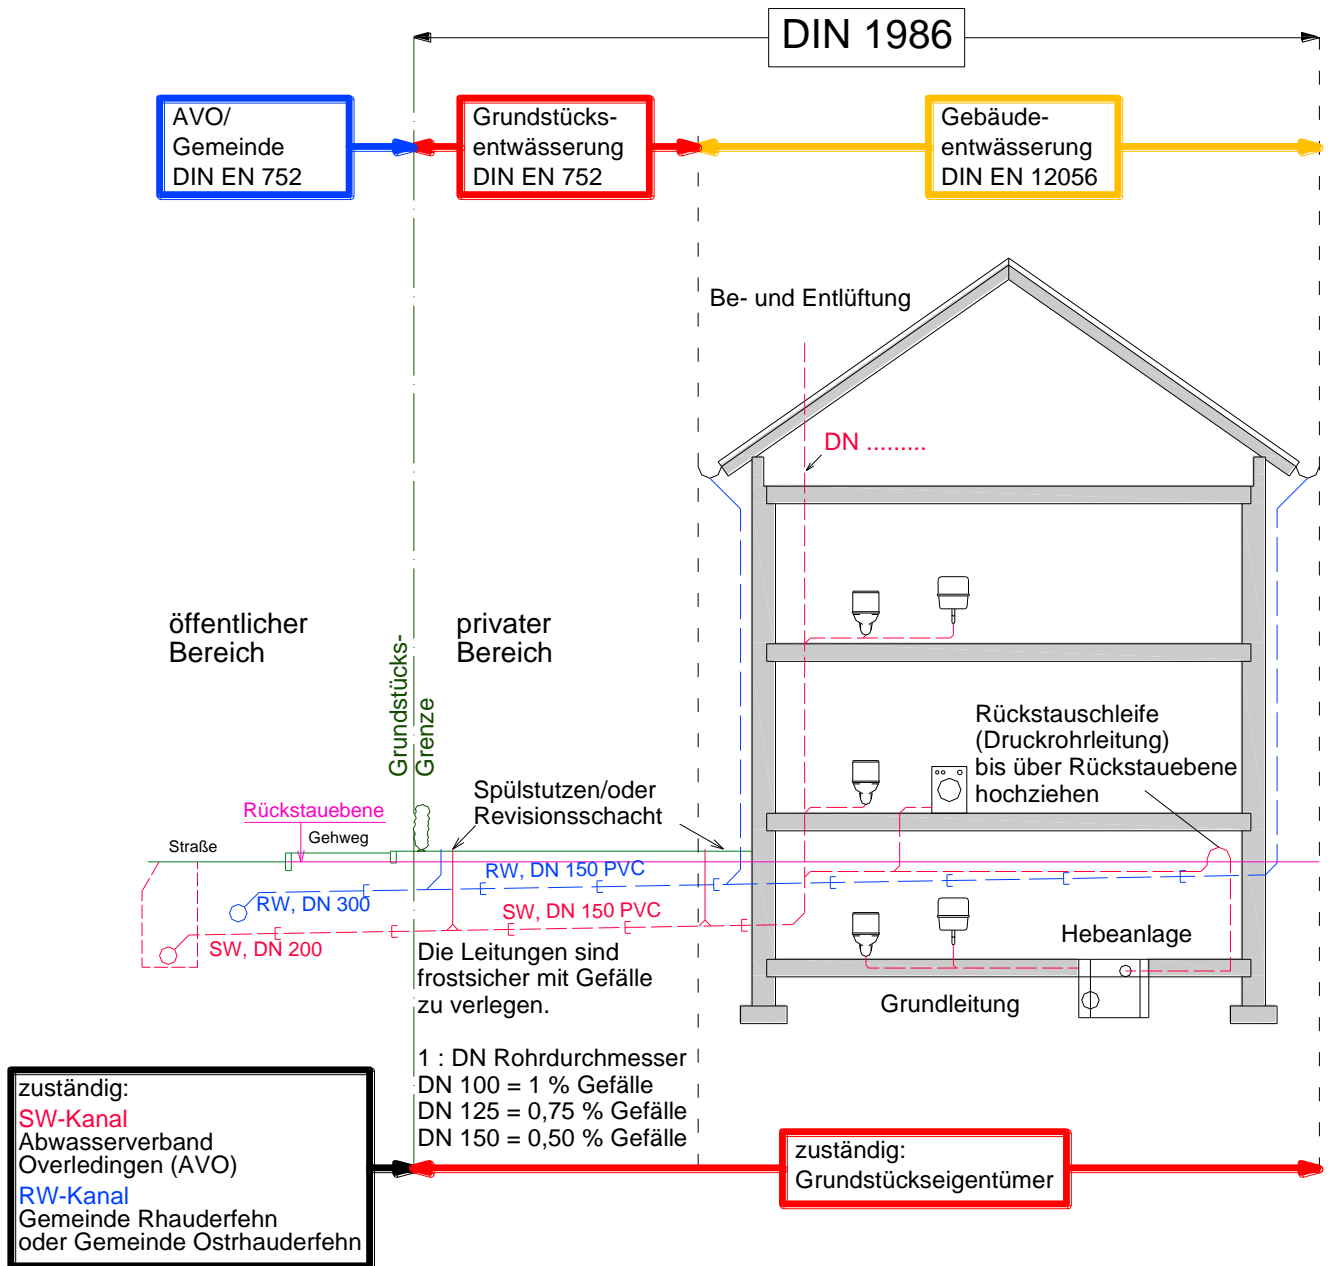 DIN 1986
AVO/
Gemeinde
DIN EN 752
Grundstücks-
entwässerung
DIN EN 752
Gebäude-
entwässerung
DIN EN 12056
Be- und Entlüftung
DN .........
öffentlicher
Bereich
privater
Bereich
Grundstücks-
Grenze
Rückstauschleife
(Druckrohrleitung)
bis über Rückstauebene
hochziehen
Spülstutzen/oder
Revisionsschacht
Rückstauebene
Straße
Gehweg
RW, DN 150 PVC
RW, DN 300
SW, DN 150 PVC
SW, DN 200
Hebeanlage
Grundleitung
Die Leitungen sind
frostsicher mit Gefälle
zu verlegen.
1 : DN Rohrdurchmesser
DN 100 = 1 % Gefälle
DN 125 = 0,75 % Gefälle
DN 150 = 0,50 % Gefälle
zuständig:
SW-Kanal
Abwasserverband
Overledingen (AVO)
RW-Kanal
Gemeinde Rhauderfehn
oder Gemeinde Ostrhauderfehn
zuständig:
Grundstückseigentümer